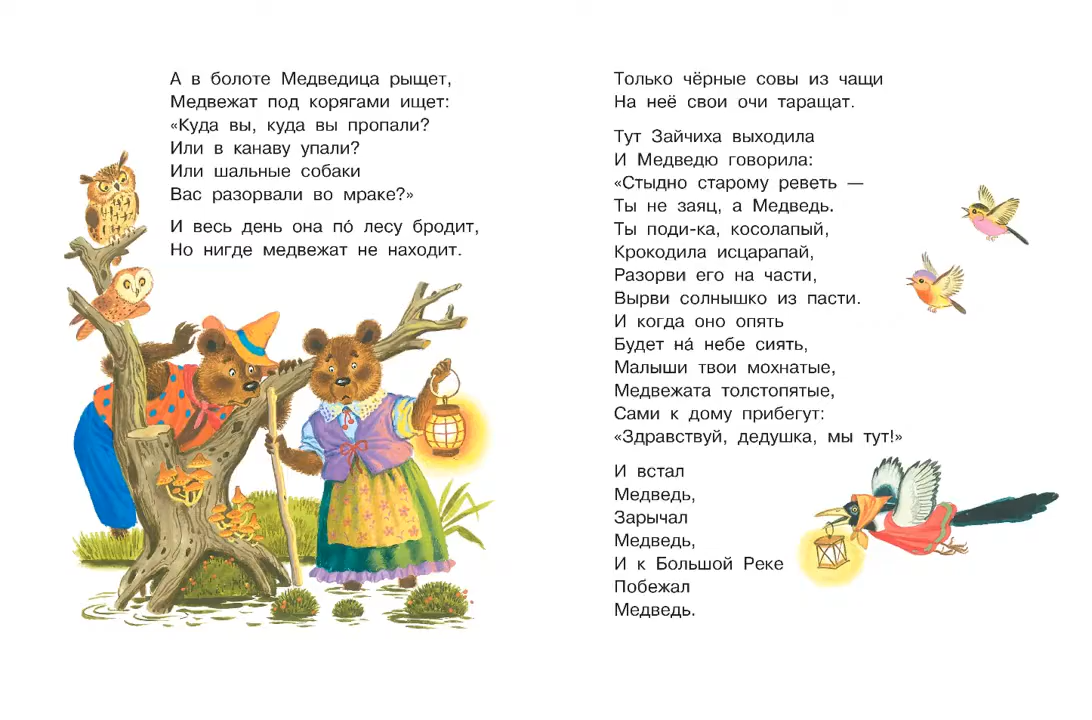 А в болоте Медведица рыщет,
Медвежат под корягами ищет:
«Куда вы, куда вы пропали?
Или в канаву упали?
Или шальные собаки
Вас разорвали во мраке?»
И весь день она по́ лесу бродит,
Но нигде медвежат не находит.
Только чёрные совы из чащи
На неё свои очи таращат.
Тут Зайчиха выходила
И Медведю говорила:
«Стыдно старому реветь —
Ты не заяц, а Медведь.
Ты поди-ка, косолапый,
Крокодила исцарапай,
Разорви его на части,
Вырви солнышко из пасти.
И когда оно опять
Будет на́ небе сиять,
Малыши твои мохнатые,
Медвежата толстопятые,
Сами к дому прибегут:
«Здравствуй, дедушка, мы тут!»
И встал
Медведь,
Зарычал
Медведь,
И к Большой Реке
Побежал
Медведь.